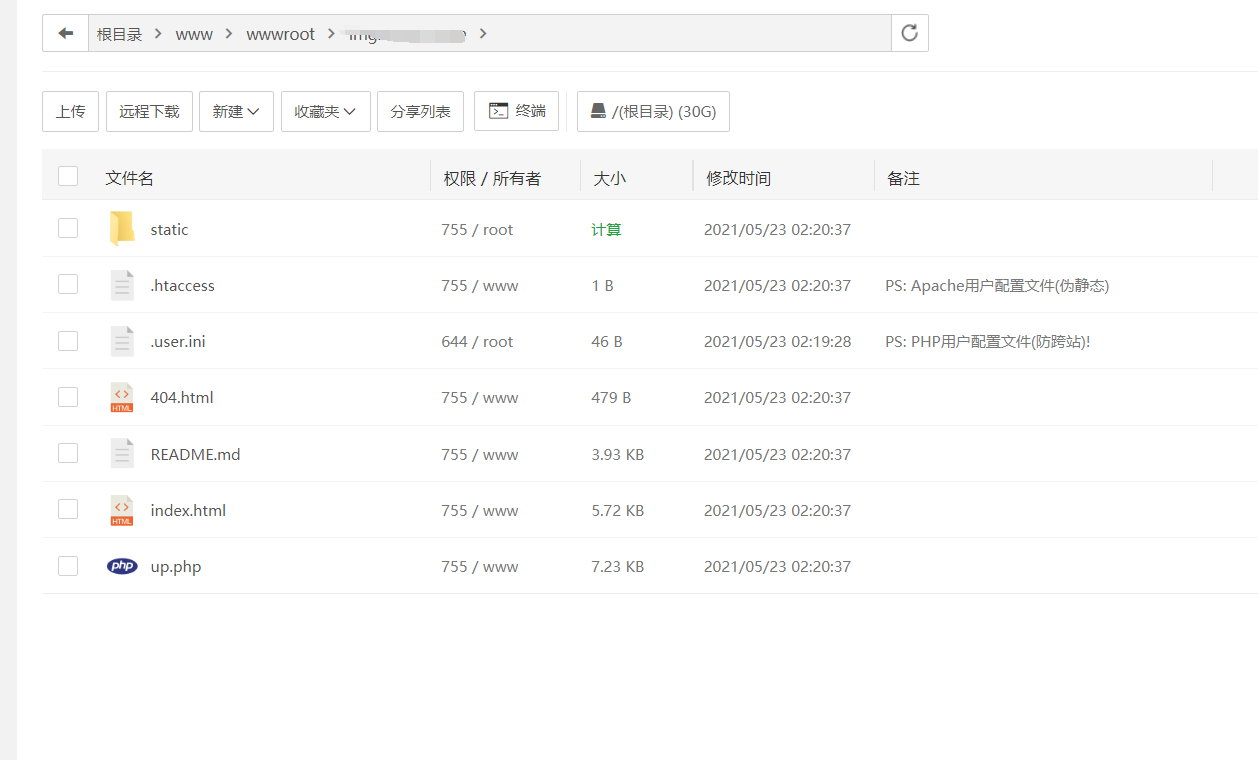 根目录 > www > wwwroot > >
上传 远程下载 新建 收藏夹 分享列表 终端 /(根目录) (30G)
文件名 权限 / 所有者 大小 修改时间 备注
static 755 / root 计算 2021/05/23 02:20:37
.htaccess 755 / www 1 B 2021/05/23 02:20:37 PS: Apache用户配置文件(伪静态)
.user.ini 644 / root 46 B 2021/05/23 02:19:28 PS: PHP用户配置文件(防跨站)!
404.html 755 / www 479 B 2021/05/23 02:20:37
README.md 755 / www 3.93 KB 2021/05/23 02:20:37
index.html 755 / www 5.72 KB 2021/05/23 02:20:37
php up.php 755 / www 7.23 KB 2021/05/23 02:20:37